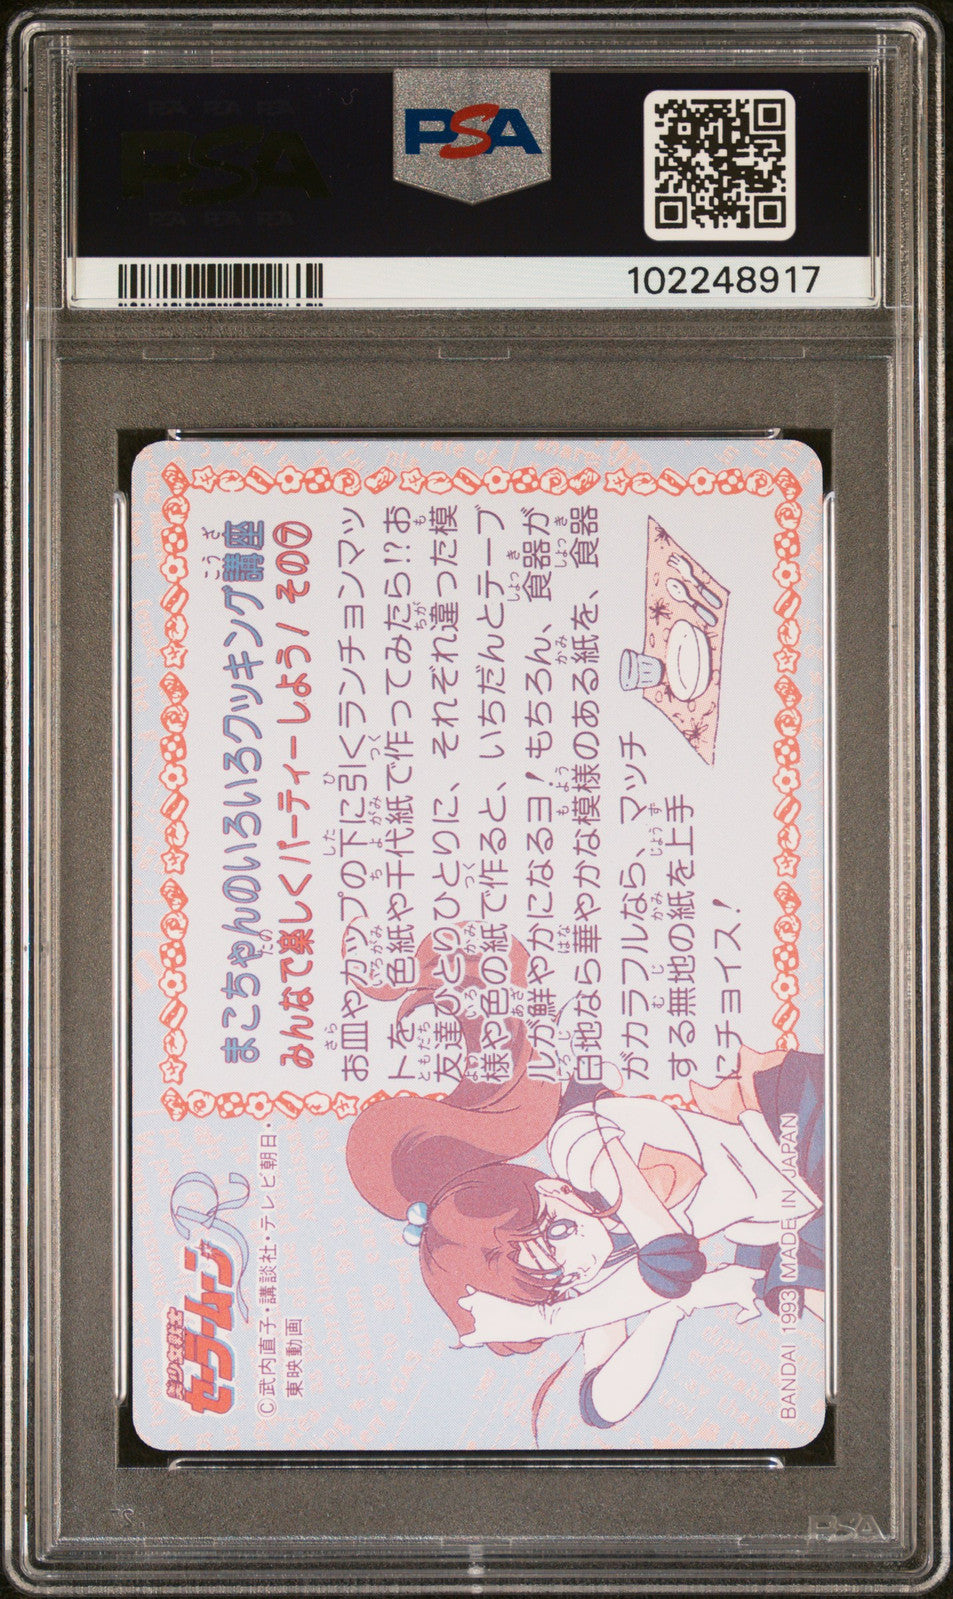 PSA
102248917
まこちゃんのいろいろクッキング講座
みんなで楽しくパーティーしよう！その⑦
お皿やカップの下に引くランチョンマッ
トを、色紙や千代紙で作ってみたら!?お
友達ひとりひとりに、それぞれ違った模
様や色の紙で作ると、いちだんとテーブ
ルが鮮やかになるヨ！もちろん、食器が
白地なら華やかな模様のある紙を、食器
がカラフルなら、マッチ
する無地の紙を上手
にチョイス！
美少女戦士
セーラームーンR
©武内直子・講談社・テレビ朝日・
東映動画
BANDAI 1993 MADE IN JAPAN
PSA